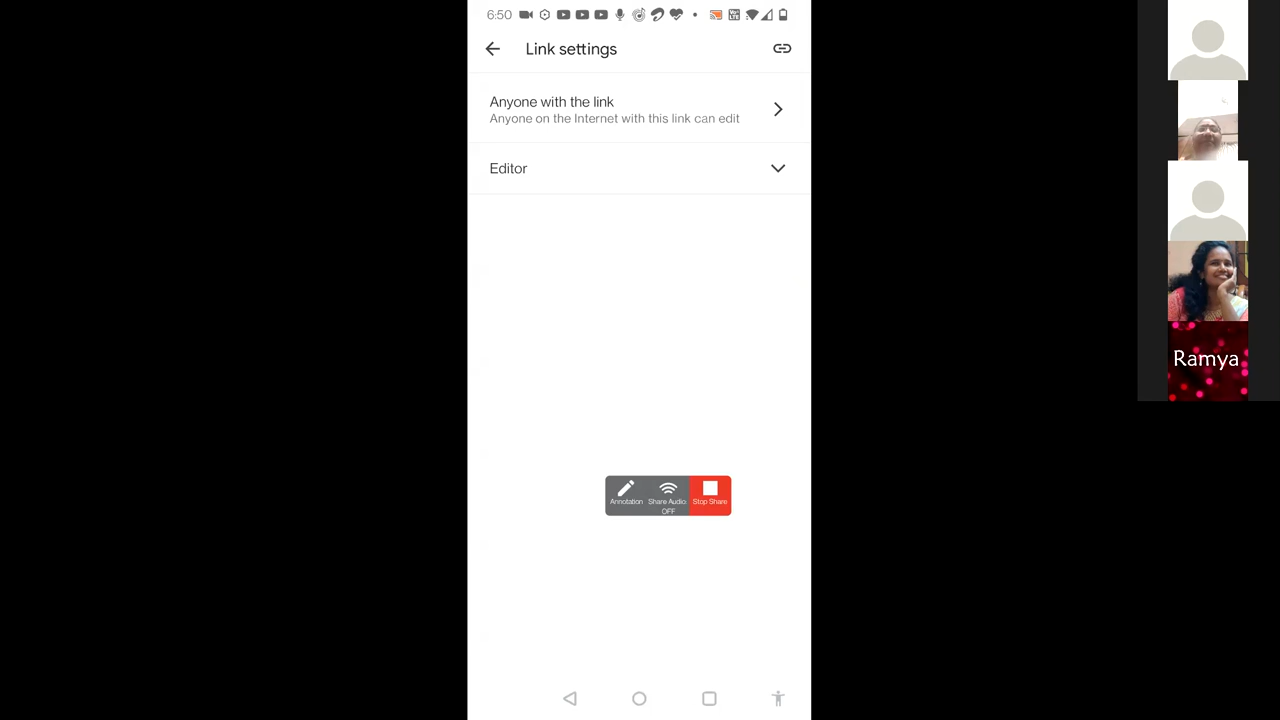 6:50
Link settings
Anyone with the link
Anyone on the Internet with this link can edit
Editor
Annotation
Share Audio:
OFF
Stop Share
Ramya